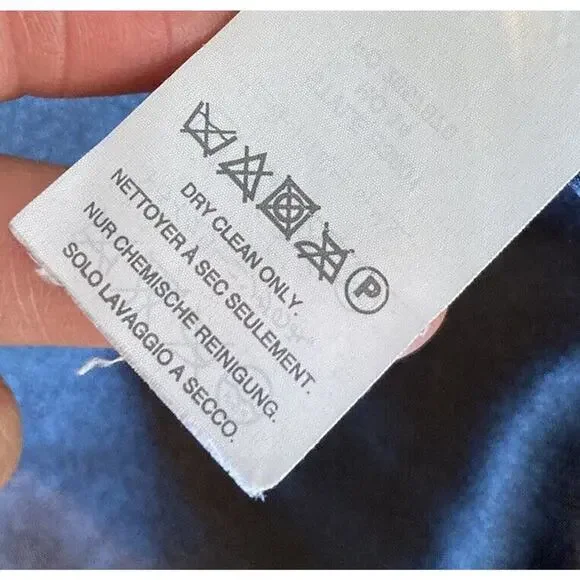 P
DRY CLEAN ONLY.
NETTOYER À SEC SEULEMENT.
NUR CHEMISCHE REINIGUNG.
SOLO LAVAGGIO A SECCO.